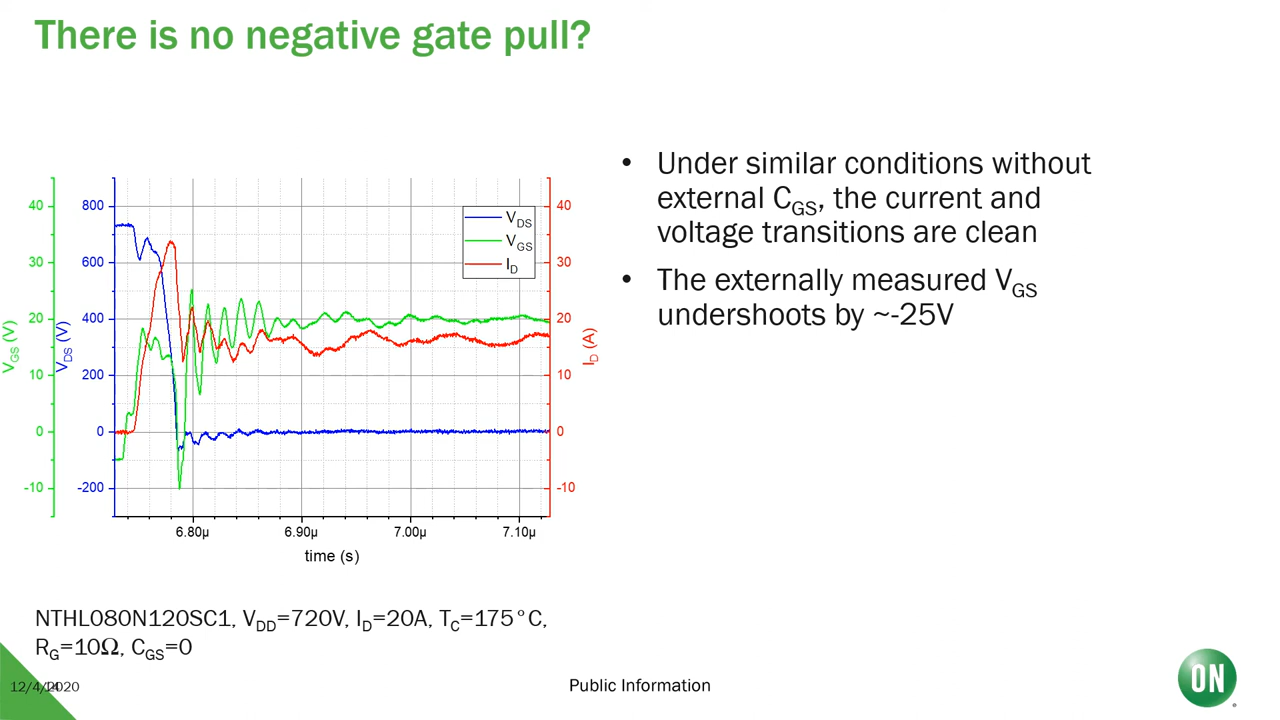 There is no negative gate pull?
• Under similar conditions without
external CGS, the current and
voltage transitions are clean
• The externally measured VGS
undershoots by ~-25V
40
30
20
10
0
-10
VGS (V)
800
600
400
200
0
-200
VDS (V)
VDS
VGS
ID
40
30
20
10
0
-10
ID (A)
6.80µ 6.90µ 7.00µ 7.10µ
time (s)
NTHL080N120SC1, VDD=720V, ID=20A, TC=175°C,
RG=10Ω, CGS=0
12/4/2020
Public Information
ON